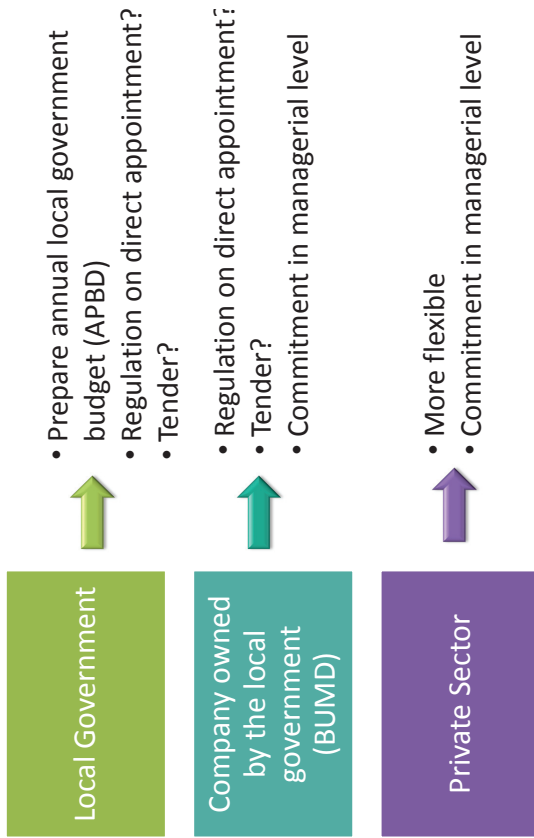 Local Government
• Prepare annual local government
budget (APBD)
• Regulation on direct appointment?
• Tender?
Company owned
by the local
government
(BUMD)
• Regulation on direct appointment?
• Tender?
• Commitment in managerial level
Private Sector
• More flexible
• Commitment in managerial level